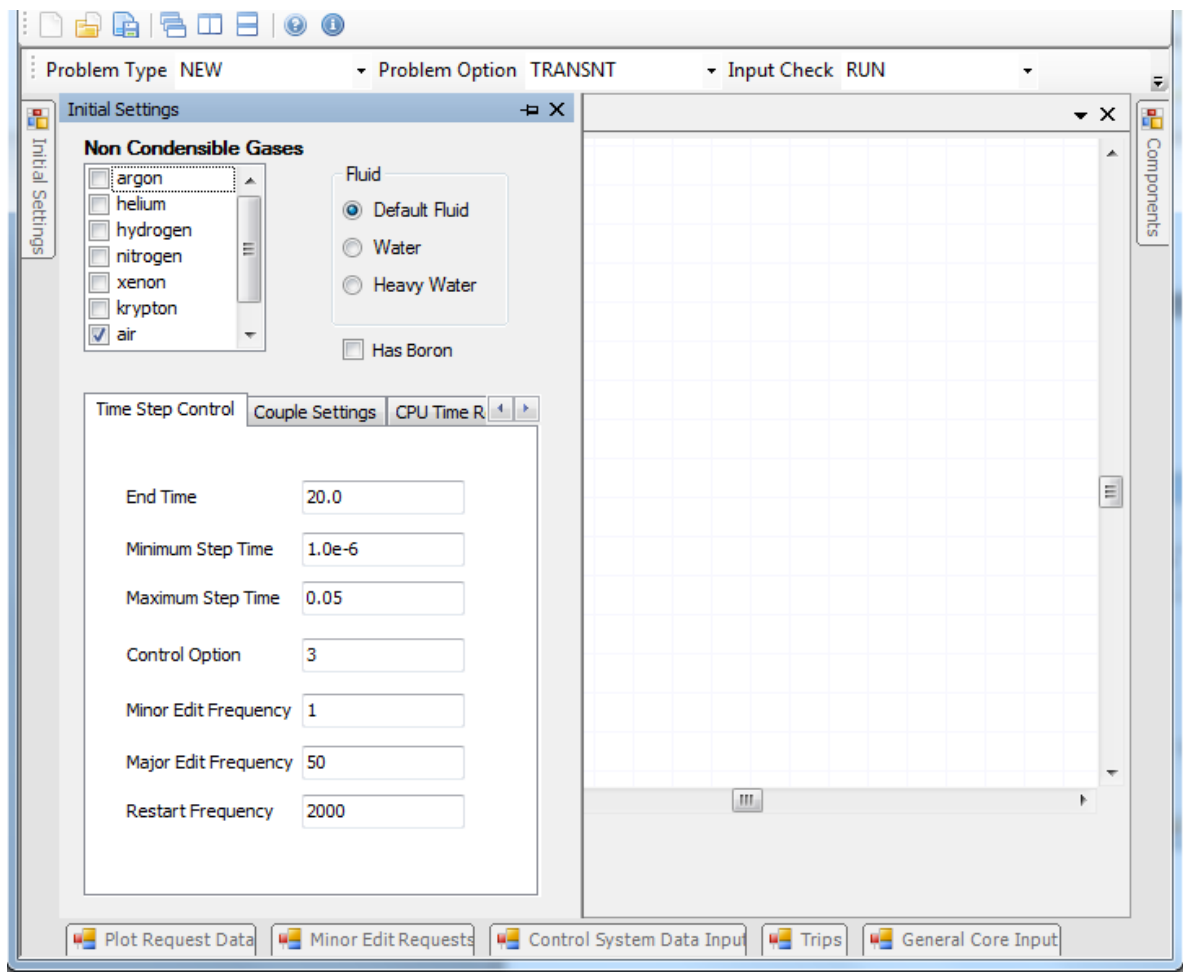 Problem Type NEW Problem Option TRANSNT Input Check RUN
Initial Settings
Initial Settings
Components
Non Condensible Gases
argon
helium
hydrogen
nitrogen
xenon
krypton
air
Fluid
Default Fluid
Water
Heavy Water
Has Boron
Time Step Control Couple Settings CPU Time R
End Time 20.0
Minimum Step Time 1.0e-6
Maximum Step Time 0.05
Control Option 3
Minor Edit Frequency 1
Major Edit Frequency 50
Restart Frequency 2000
Plot Request Data Minor Edit Requests Control System Data Input Trips General Core Input